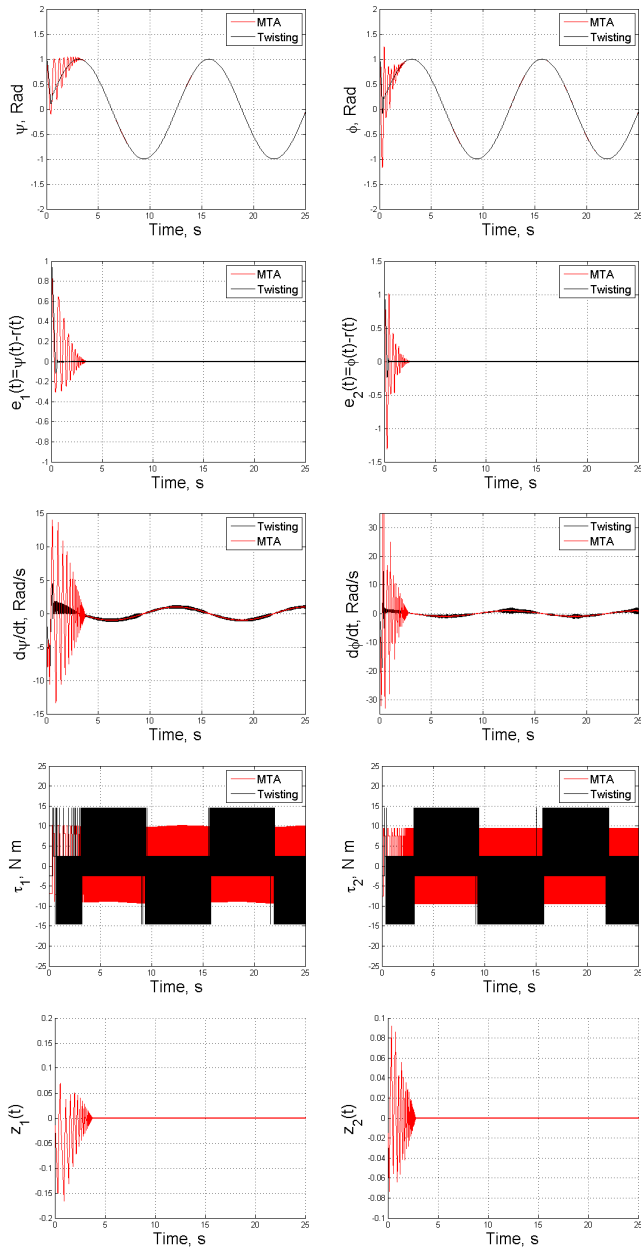 2
1.5
1
0.5
0
-0.5
-1
-1.5
-2
ψ, Rad
0 5 10 15 20 25
Time, s
MTA
Twisting
2
1.5
1
0.5
0
-0.5
-1
-1.5
-2
ϕ, Rad
0 5 10 15 20 25
Time, s
MTA
Twisting
1
0.8
0.6
0.4
0.2
0
-0.2
-0.4
-0.6
-0.8
-1
e1(t)=ψ(t)-r(t)
0 5 10 15 20 25
Time, s
MTA
Twisting
1.5
1
0.5
0
-0.5
-1
-1.5
e2(t)=ϕ(t)-r(t)
0 5 10 15 20 25
Time, s
MTA
Twisting
15
10
5
0
-5
-10
-15
dψ/dt, Rad/s
0 5 10 15 20 25
Time, s
Twisting
MTA
30
20
10
0
-10
-20
-30
dϕ/dt, Rad/s
0 5 10 15 20 25
Time, s
Twisting
MTA
25
20
15
10
5
0
-5
-10
-15
-20
-25
τ1, N m
0 5 10 15 20 25
Time, s
MTA
Twisting
25
20
15
10
5
0
-5
-10
-15
-20
-25
τ2, N m
0 5 10 15 20 25
Time, s
MTA
Twisting
0.2
0.15
0.1
0.05
0
-0.05
-0.1
-0.15
-0.2
z1(t)
0 5 10 15 20 25
Time, s
0.1
0.08
0.06
0.04
0.02
0
-0.02
-0.04
-0.06
-0.08
-0.1
z2(t)
0 5 10 15 20 25
Time, s